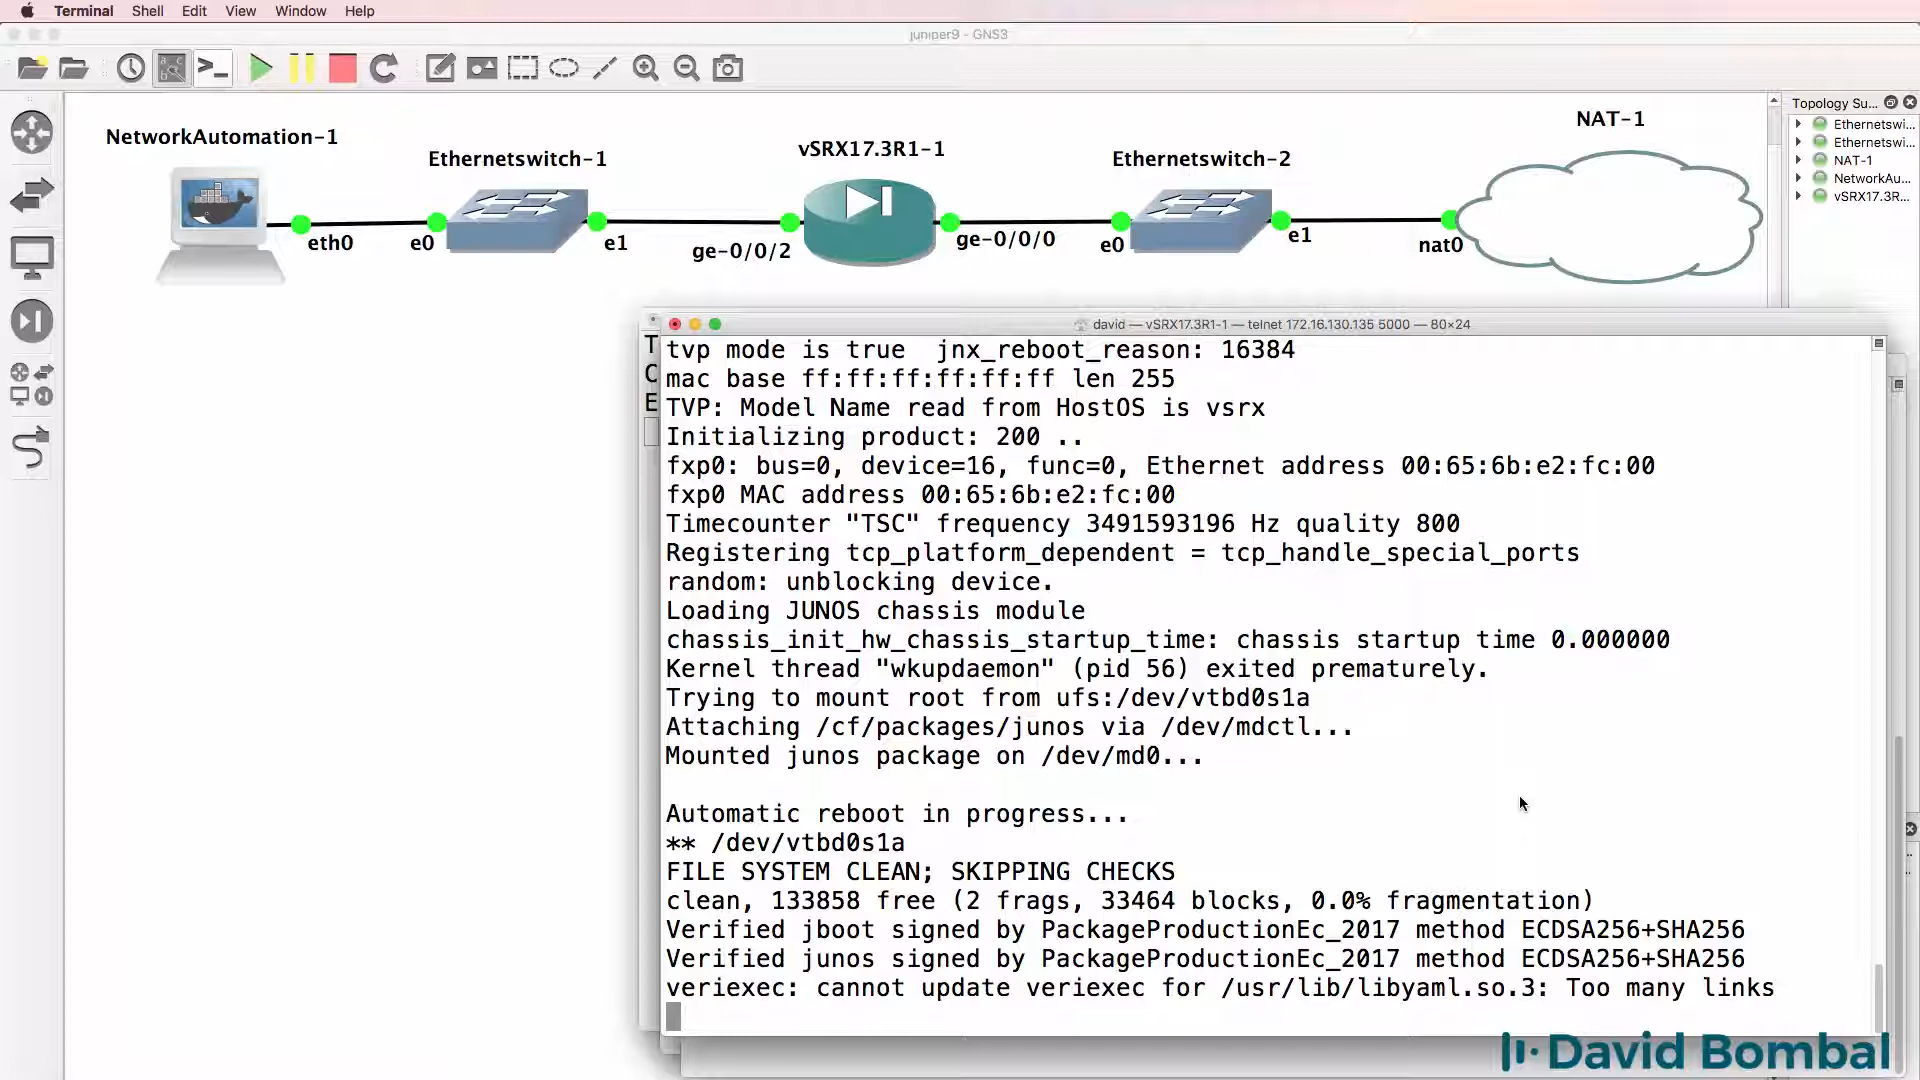 Terminal Shell Edit View Window Help
juniper9 - GNS3
Topology Su...
Ethernetswi...
Ethernetswi...
NAT-1
NetworkAu...
vSRX17.3R...
NetworkAutomation-1
Ethernetswitch-1
vSRX17.3R1-1
Ethernetswitch-2
NAT-1
eth0
e0
e1
ge-0/0/2
ge-0/0/0
e0
e1
nat0
david — vSRX17.3R1-1 — telnet 172.16.130.135 5000 — 80×24
T
C
E
tvp mode is true  jnx_reboot_reason: 16384
mac base ff:ff:ff:ff:ff:ff len 255
TVP: Model Name read from HostOS is vsrx
Initializing product: 200 ..
fxp0: bus=0, device=16, func=0, Ethernet address 00:65:6b:e2:fc:00
fxp0 MAC address 00:65:6b:e2:fc:00
Timecounter "TSC" frequency 3491593196 Hz quality 800
Registering tcp_platform_dependent = tcp_handle_special_ports
random: unblocking device.
Loading JUNOS chassis module
chassis_init_hw_chassis_startup_time: chassis startup time 0.000000
Kernel thread "wkupdaemon" (pid 56) exited prematurely.
Trying to mount root from ufs:/dev/vtbd0s1a
Attaching /cf/packages/junos via /dev/mdctl...
Mounted junos package on /dev/md0...
Automatic reboot in progress...
** /dev/vtbd0s1a
FILE SYSTEM CLEAN; SKIPPING CHECKS
clean, 133858 free (2 frags, 33464 blocks, 0.0% fragmentation)
Verified jboot signed by PackageProductionEc_2017 method ECDSA256+SHA256
Verified junos signed by PackageProductionEc_2017 method ECDSA256+SHA256
veriexec: cannot update veriexec for /usr/lib/libyaml.so.3: Too many links
David Bombal